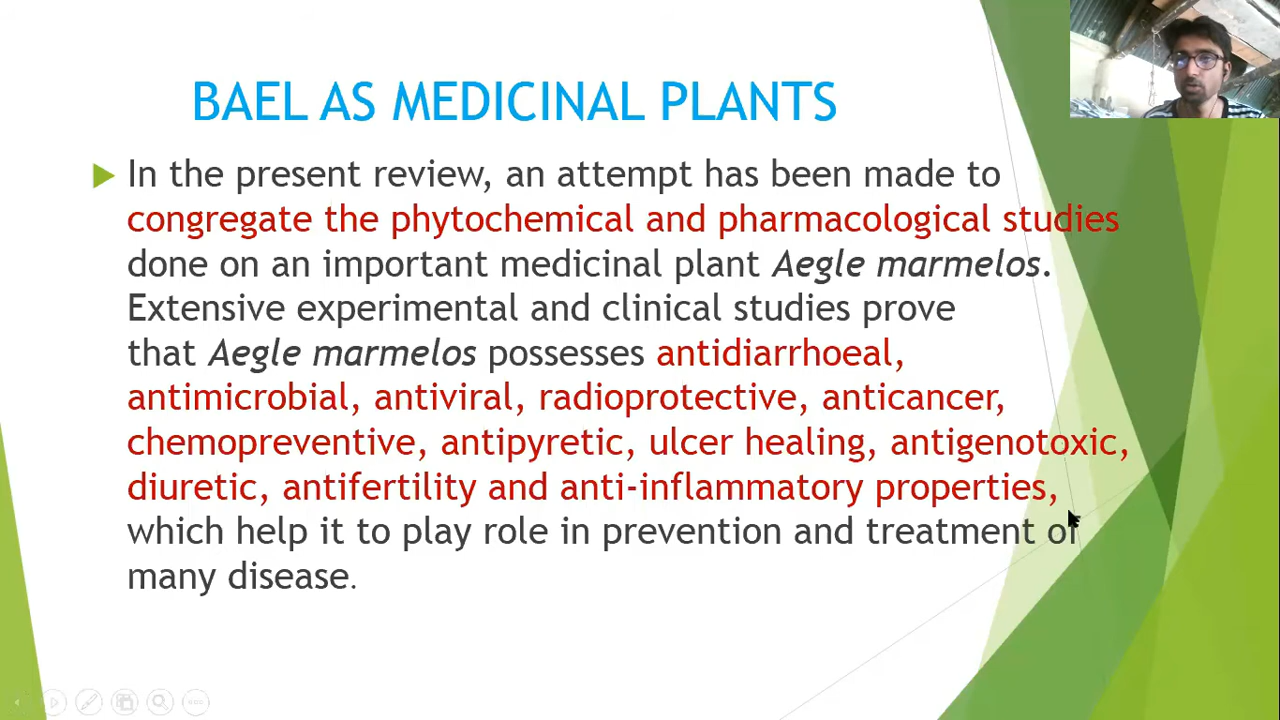 BAEL AS MEDICINAL PLANTS
In the present review, an attempt has been made to
congregate the phytochemical and pharmacological studies
done on an important medicinal plant Aegle marmelos.
Extensive experimental and clinical studies prove
that Aegle marmelos possesses antidiarrhoeal,
antimicrobial, antiviral, radioprotective, anticancer,
chemopreventive, antipyretic, ulcer healing, antigenotoxic,
diuretic, antifertility and anti-inflammatory properties,
which help it to play role in prevention and treatment of
many disease.